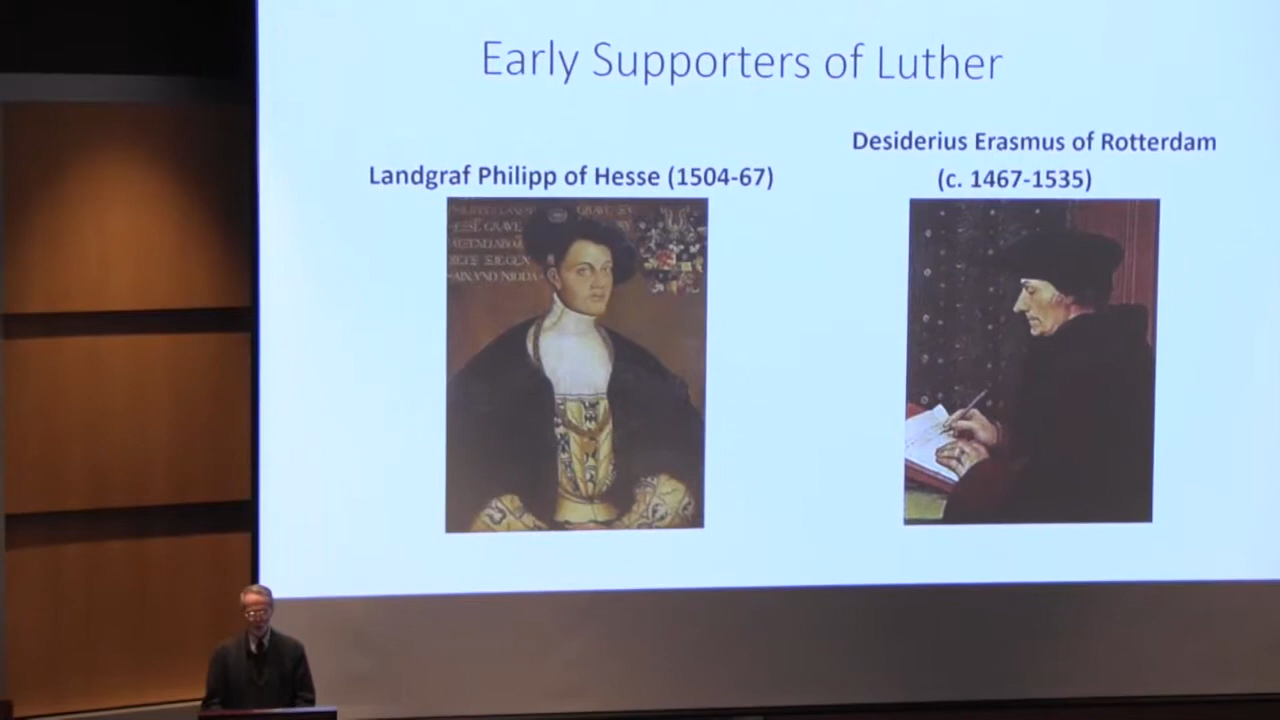 Early Supporters of Luther
Landgraf Philipp of Hesse (1504-67)
Desiderius Erasmus of Rotterdam
(c. 1467-1535)